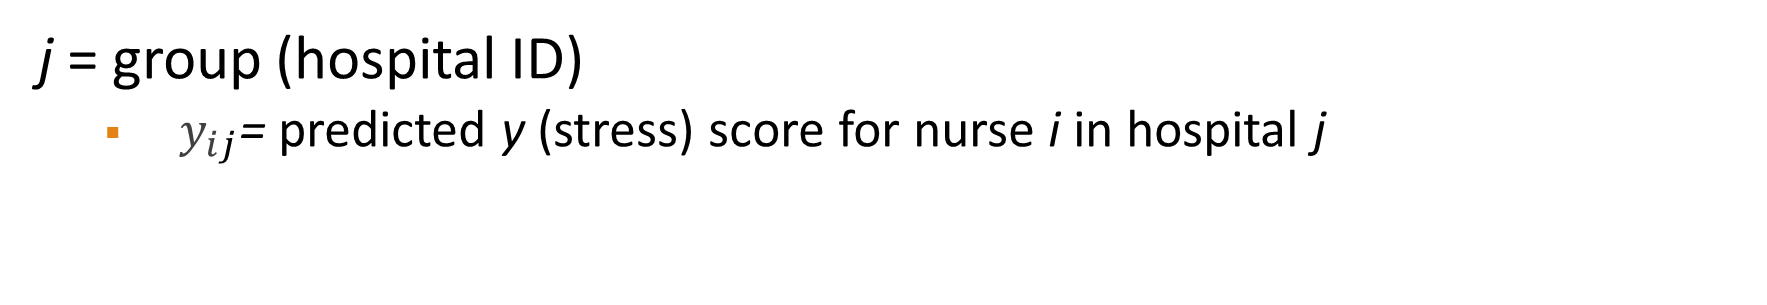 j = group (hospital ID)
▪ y_ij = predicted y (stress) score for nurse i in hospital j